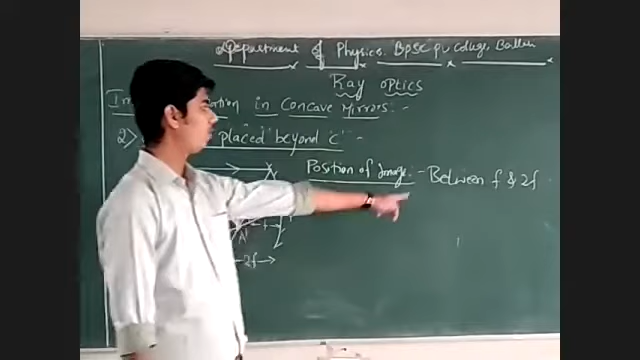 Department of Physics. BPSC PU College, Ballari
Ray optics
in Concave Mirrors:-
2> placed beyond 'C' -
Position of Image:- Between f & 2f
A'
f
2f